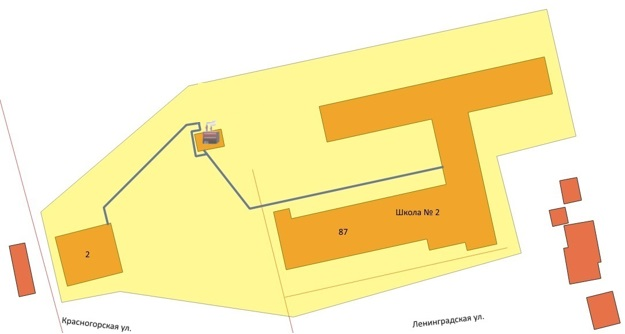 Школа № 2
87
2
Красногорская ул.
Ленинградская ул.